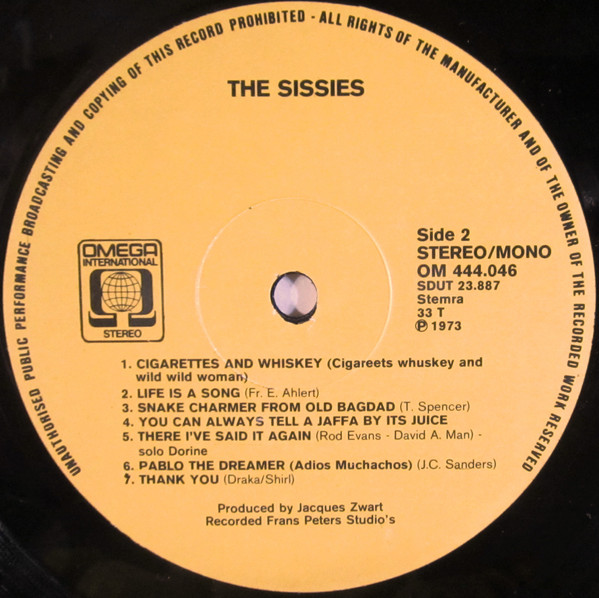 UNAUTHORISED PUBLIC PERFORMANCE BROADCASTING AND COPYING OF THIS RECORD PROHIBITED - ALL RIGHTS OF THE MANUFACTURER AND OF THE OWNER OF THE RECORDED WORK RESERVED
THE SISSIES
OMEGA
INTERNATIONAL
STEREO
Side 2
STEREO/MONO
OM 444.046
SDUT 23.887
Stemra
33 T
℗ 1973
1. CIGARETTES AND WHISKEY (Cigareets whuskey and
wild wild woman)
2. LIFE IS A SONG (Fr. E. Ahlert)
3. SNAKE CHARMER FROM OLD BAGDAD (T. Spencer)
4. YOU CAN ALWAYS TELL A JAFFA BY ITS JUICE
5. THERE I'VE SAID IT AGAIN (Rod Evans - David A. Man) -
solo Dorine
6. PABLO THE DREAMER (Adios Muchachos) (J.C. Sanders)
7. THANK YOU (Draka/Shirl)
Produced by Jacques Zwart
Recorded Frans Peters Studio's